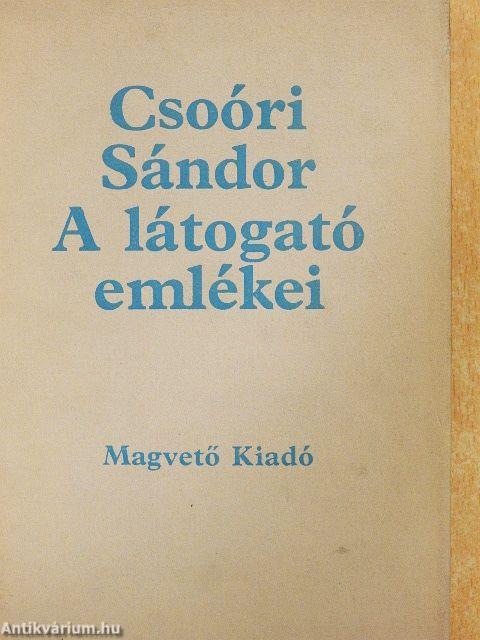 Csoóri
Sándor
A látogató
emlékei
Magvető Kiadó
Antikvárium.hu